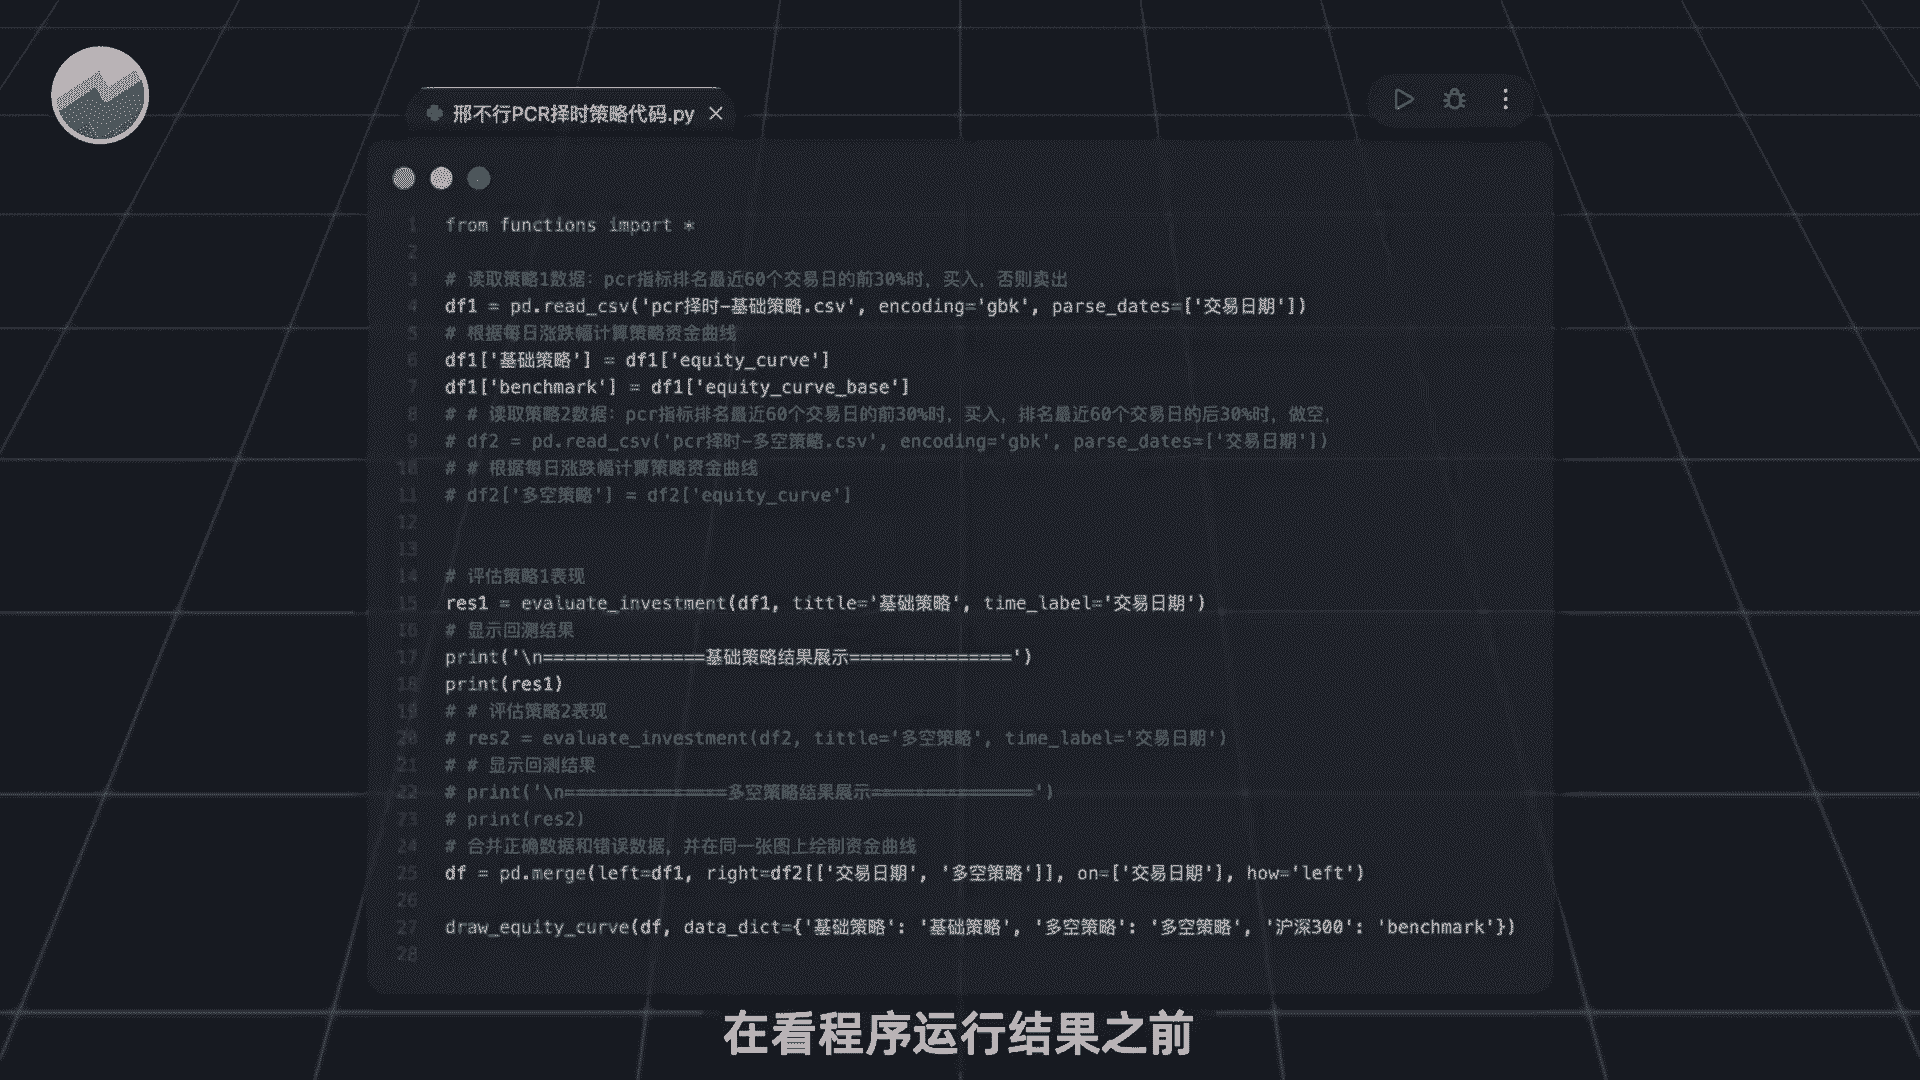 邢不行PCR择时策略代码.py
1 from functions import *
2
3 # 读取策略1数据：pcr指标排名最近60个交易日的前30%时，买入，否则卖出
4 df1 = pd.read_csv('pcr择时-基础策略.csv', encoding='gbk', parse_dates=['交易日期'])
5 # 根据每日涨跌幅计算策略资金曲线
6 df1['基础策略'] = df1['equity_curve']
7 df1['benchmark'] = df1['equity_curve_base']
8 # # 读取策略2数据：pcr指标排名最近60个交易日的前30%时，买入，排名最近60个交易日的后30%时，做空，
9 # df2 = pd.read_csv('pcr择时-多空策略.csv', encoding='gbk', parse_dates=['交易日期'])
10 # # 根据每日涨跌幅计算策略资金曲线
11 # df2['多空策略'] = df2['equity_curve']
12
13
14 # 评估策略1表现
15 res1 = evaluate_investment(df1, tittle='基础策略', time_label='交易日期')
16 # 显示回测结果
17 print('\n===============基础策略结果展示===============')
18 print(res1)
19 # # 评估策略2表现
20 # res2 = evaluate_investment(df2, tittle='多空策略', time_label='交易日期')
21 # # 显示回测结果
22 # print('\n===============多空策略结果展示===============')
23 # print(res2)
24 # 合并正确数据和错误数据，并在同一张图上绘制资金曲线
25 df = pd.merge(left=df1, right=df2[['交易日期', '多空策略']], on=['交易日期'], how='left')
26
27 draw_equity_curve(df, data_dict={'基础策略': '基础策略', '多空策略': '多空策略', '沪深300': 'benchmark'})
28
在看程序运行结果之前